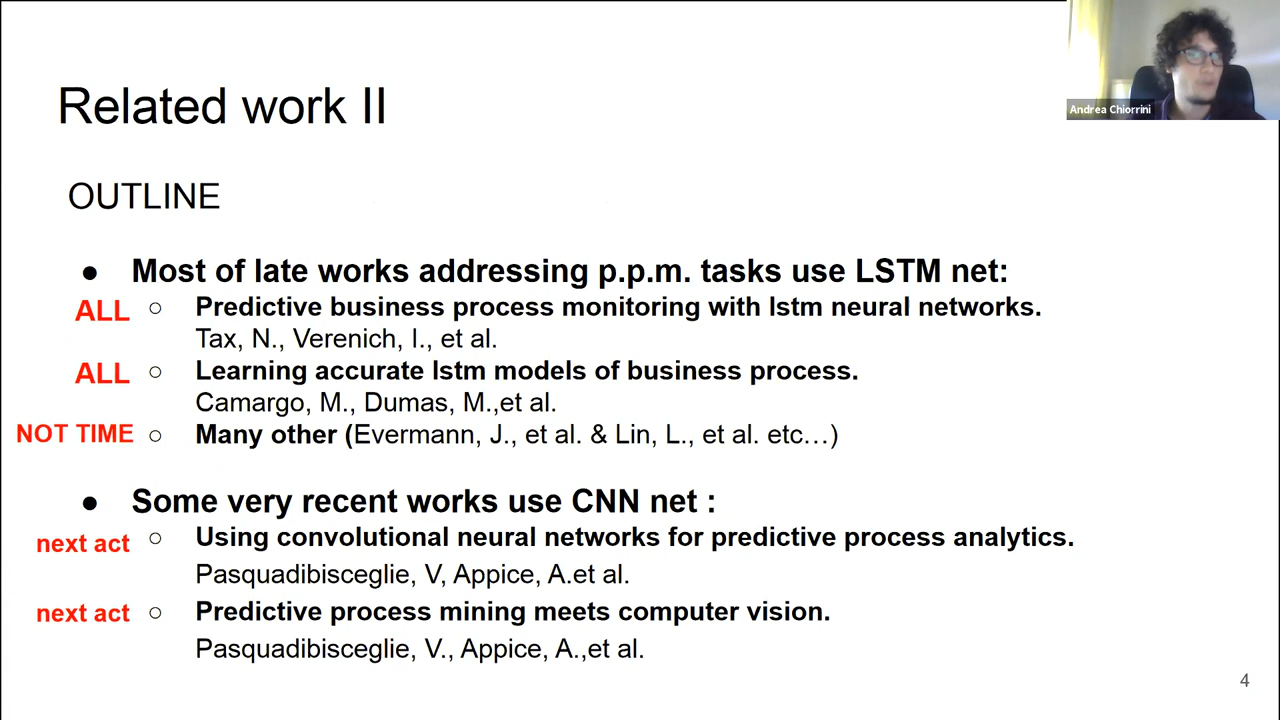 Related work II
Andrea Chiorrini
OUTLINE
● Most of late works addressing p.p.m. tasks use LSTM net:
ALL ○ Predictive business process monitoring with lstm neural networks.
Tax, N., Verenich, I., et al.
ALL ○ Learning accurate lstm models of business process.
Camargo, M., Dumas, M.,et al.
NOT TIME ○ Many other (Evermann, J., et al. & Lin, L., et al. etc…)
● Some very recent works use CNN net :
next act ○ Using convolutional neural networks for predictive process analytics.
Pasquadibisceglie, V, Appice, A.et al.
next act ○ Predictive process mining meets computer vision.
Pasquadibisceglie, V., Appice, A.,et al.
4